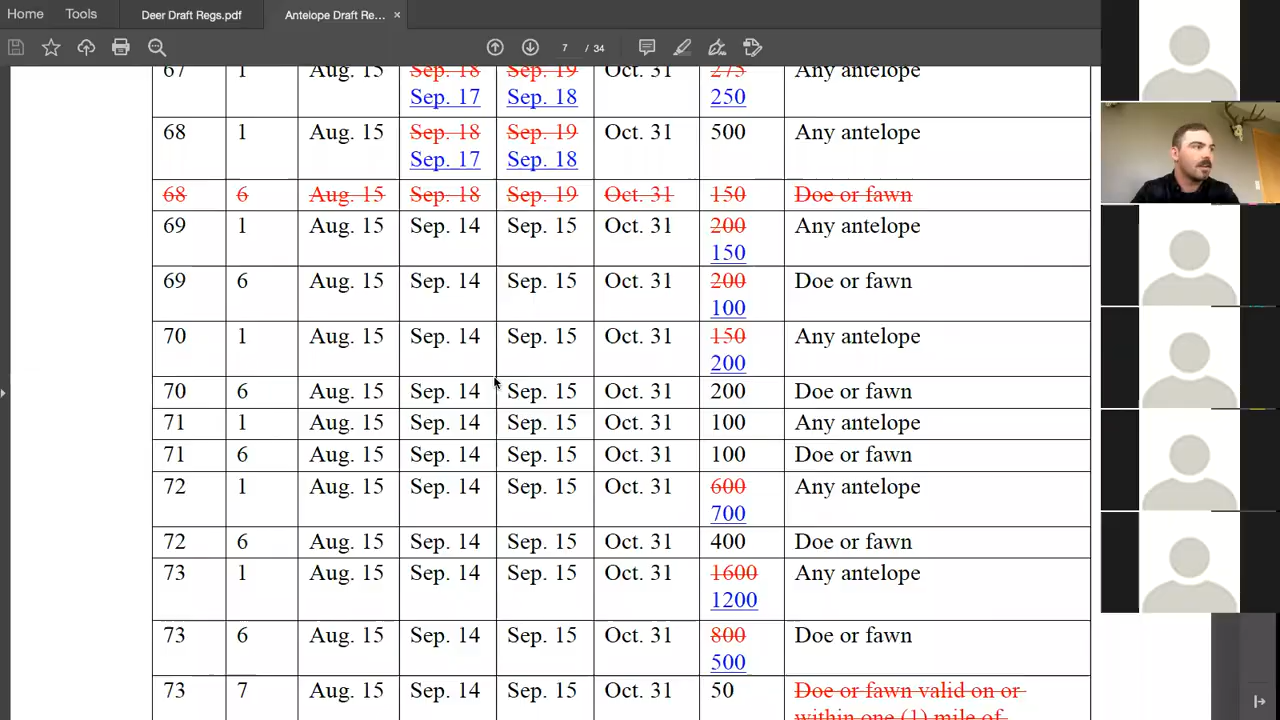 Home Tools Deer Draft Regs.pdf Antelope Draft Re... ×
7 / 34
67 1 Aug. 15 Sep. 18 Sep. 19 Oct. 31 275 Any antelope
Sep. 17 Sep. 18 250
68 1 Aug. 15 Sep. 18 Sep. 19 Oct. 31 500 Any antelope
Sep. 17 Sep. 18
68 6 Aug. 15 Sep. 18 Sep. 19 Oct. 31 150 Doe or fawn
69 1 Aug. 15 Sep. 14 Sep. 15 Oct. 31 200 Any antelope
150
69 6 Aug. 15 Sep. 14 Sep. 15 Oct. 31 200 Doe or fawn
100
70 1 Aug. 15 Sep. 14 Sep. 15 Oct. 31 150 Any antelope
200
70 6 Aug. 15 Sep. 14 Sep. 15 Oct. 31 200 Doe or fawn
71 1 Aug. 15 Sep. 14 Sep. 15 Oct. 31 100 Any antelope
71 6 Aug. 15 Sep. 14 Sep. 15 Oct. 31 100 Doe or fawn
72 1 Aug. 15 Sep. 14 Sep. 15 Oct. 31 600 Any antelope
700
72 6 Aug. 15 Sep. 14 Sep. 15 Oct. 31 400 Doe or fawn
73 1 Aug. 15 Sep. 14 Sep. 15 Oct. 31 1600 Any antelope
1200
73 6 Aug. 15 Sep. 14 Sep. 15 Oct. 31 800 Doe or fawn
500
73 7 Aug. 15 Sep. 14 Sep. 15 Oct. 31 50 Doe or fawn valid on or
within one (1) mile of